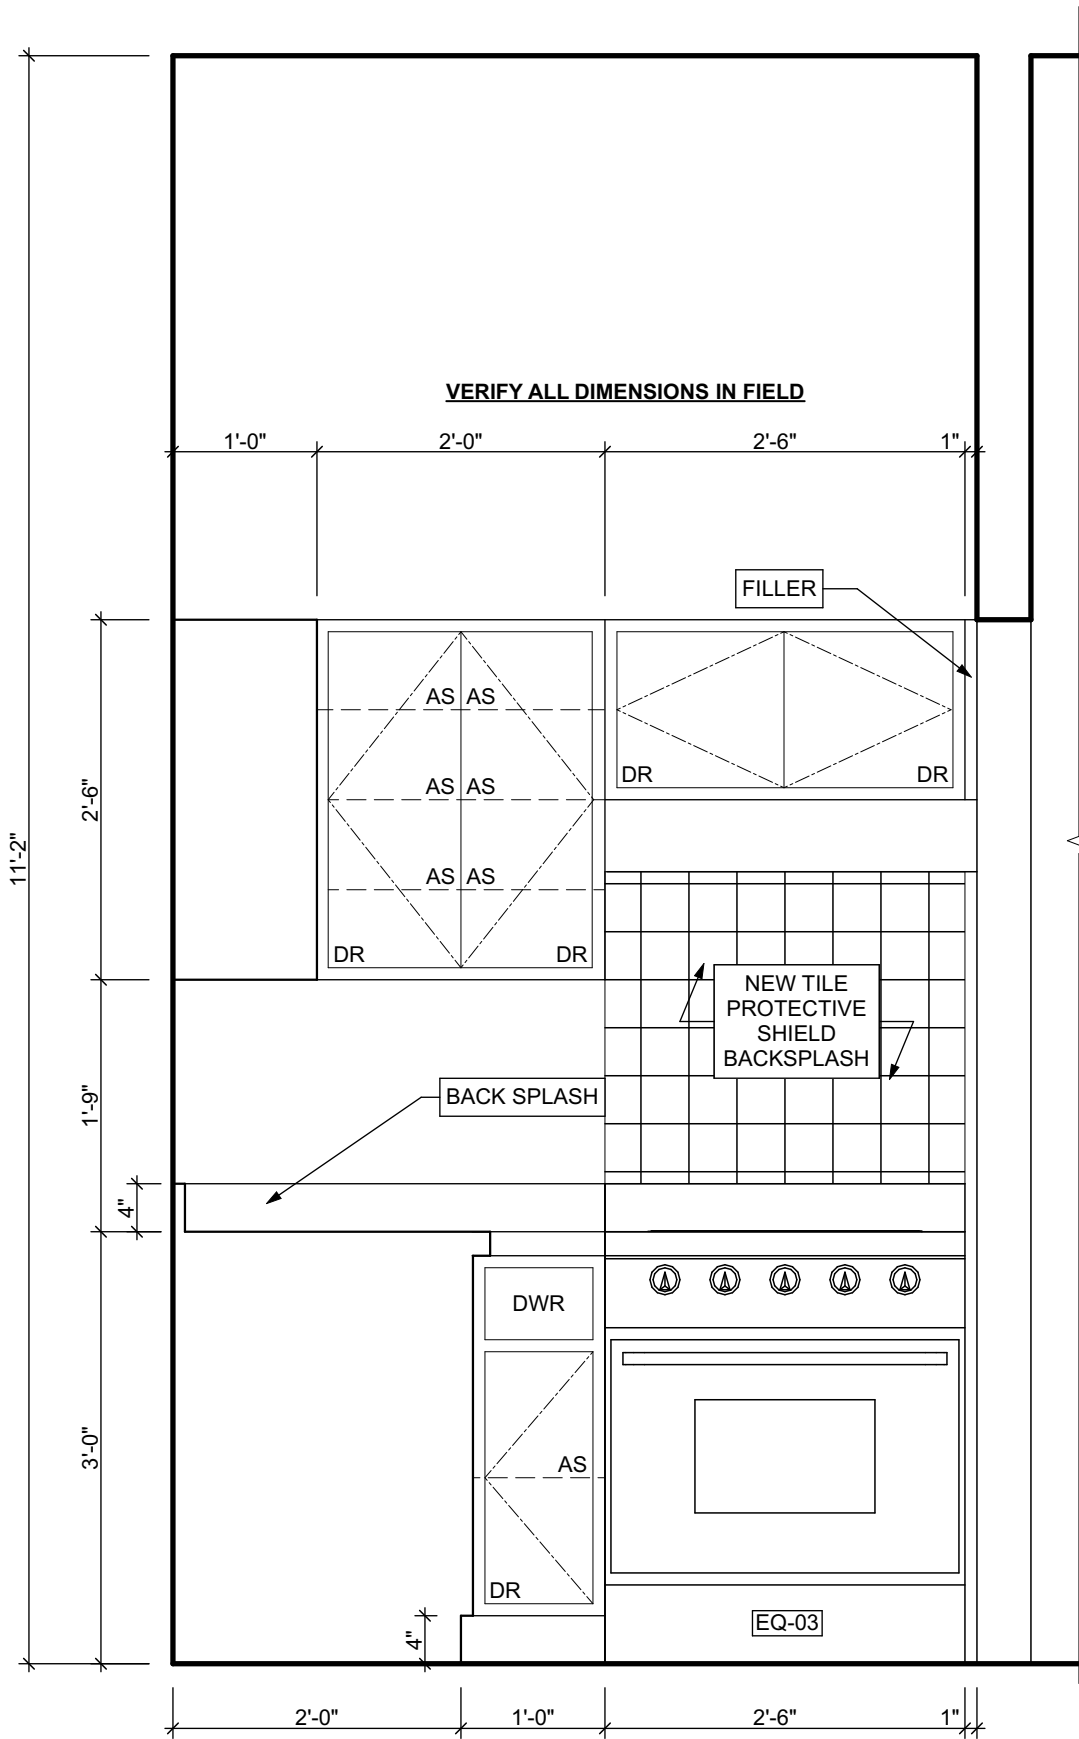 VERIFY ALL DIMENSIONS IN FIELD
1'-0"
2'-0"
2'-6"
1"
FILLER
AS AS
DR
DR
2'-6"
AS AS
11'-2"
AS AS
DR
DR
NEW TILE
PROTECTIVE
SHIELD
BACKSPLASH
1'-9"
BACK SPLASH
4"
DWR
3'-0"
AS
DR
4"
EQ-03
2'-0"
1'-0"
2'-6"
1"